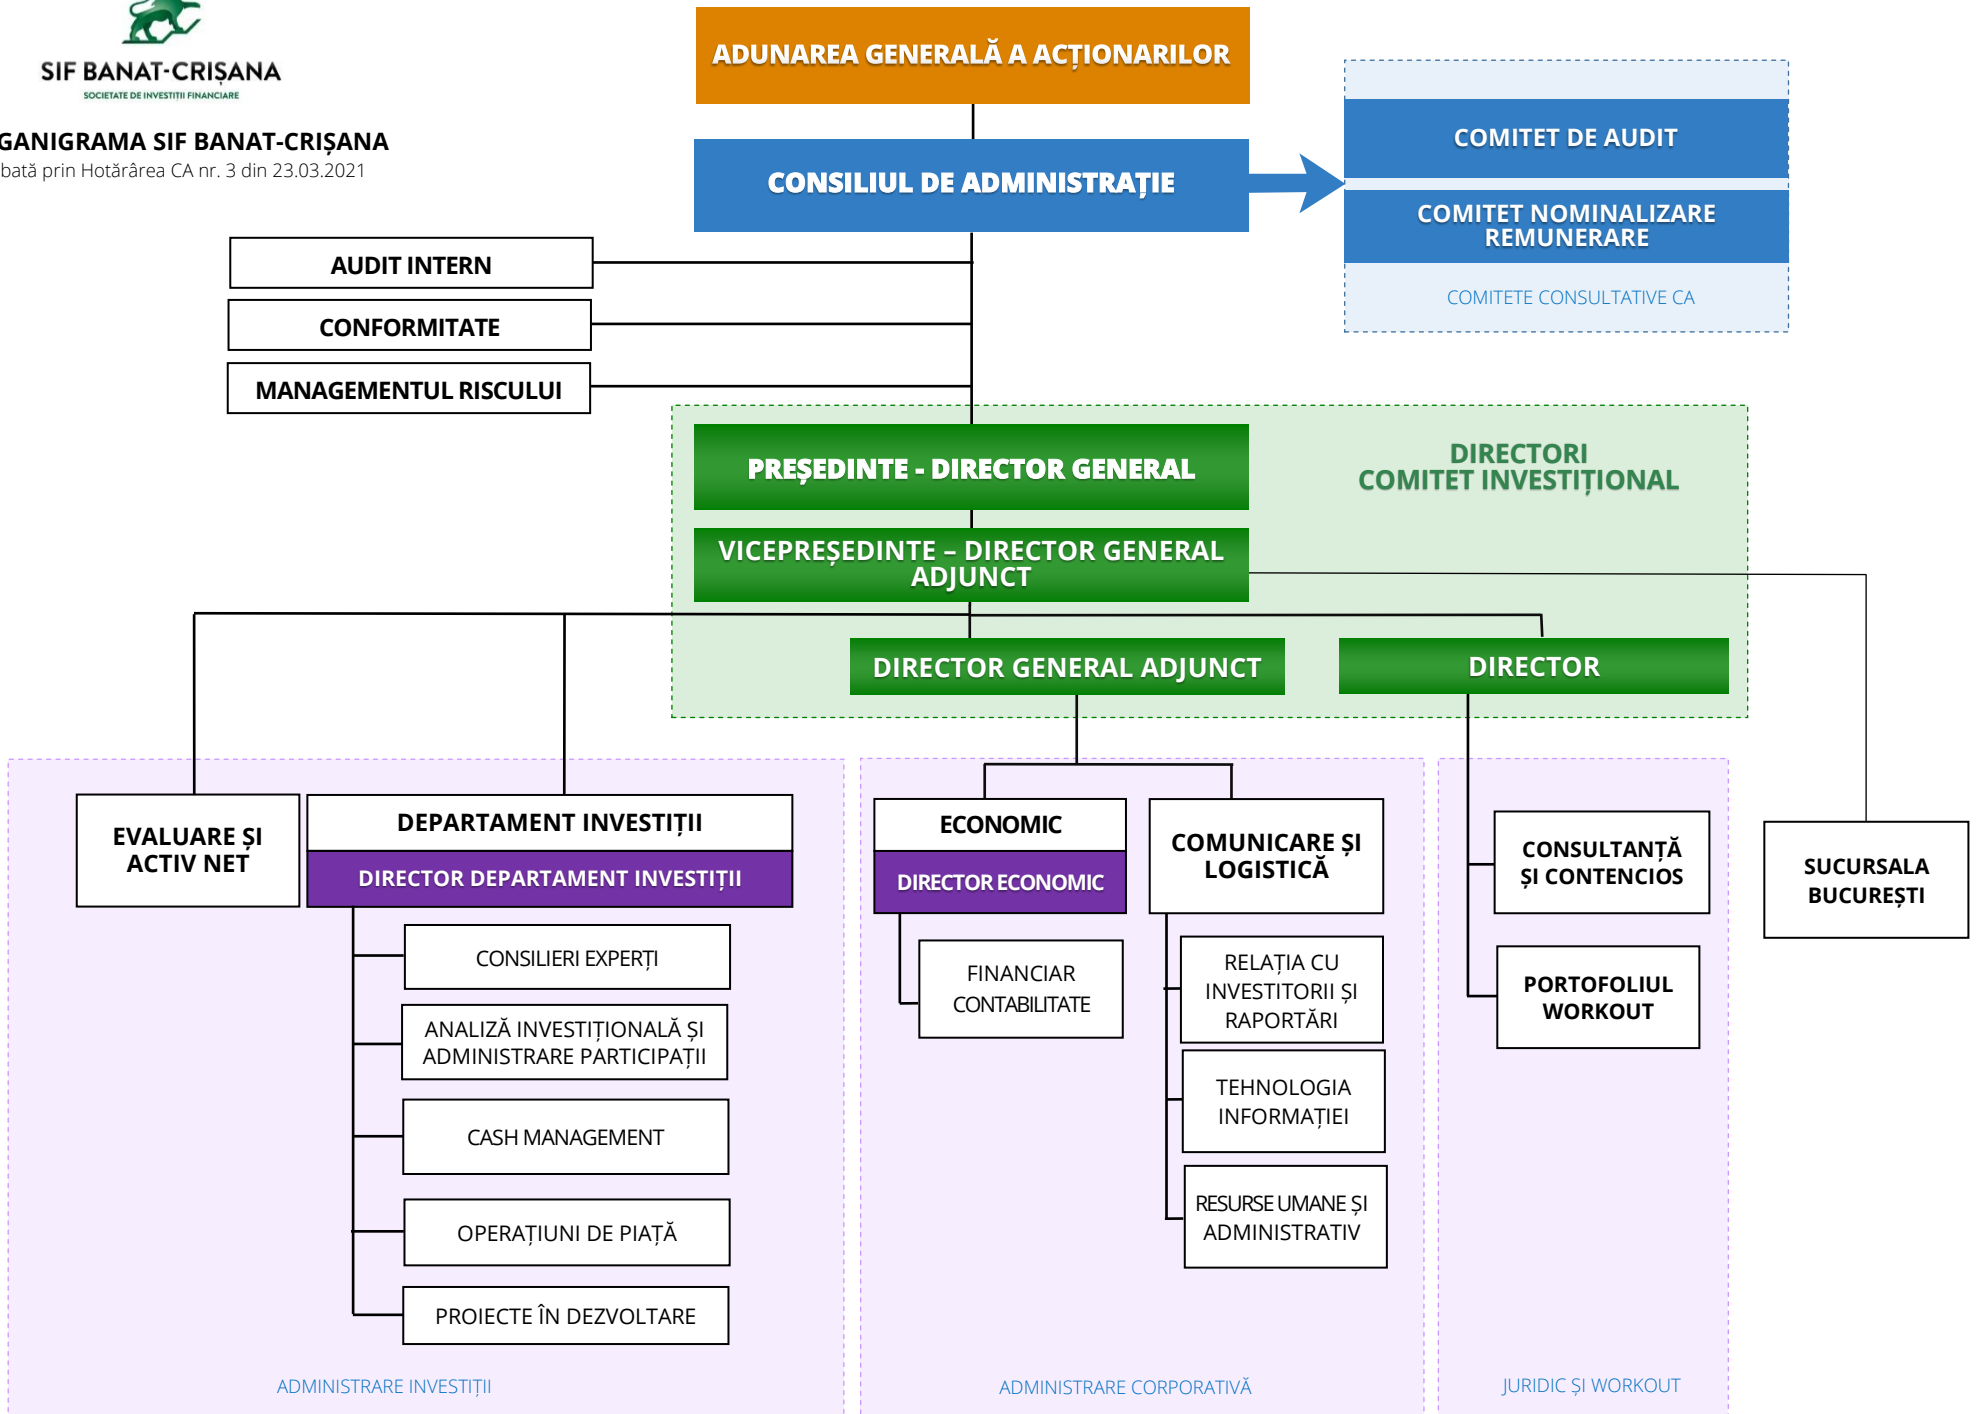 SIF BANAT-CRIȘANA
SOCIETATE DE INVESTIȚII FINANCIARE
GANIGRAMA SIF BANAT-CRIȘANA
bată prin Hotărârea CA nr. 3 din 23.03.2021
ADUNAREA GENERALĂ A ACȚIONARILOR
CONSILIUL DE ADMINISTRAȚIE
COMITET DE AUDIT
COMITET NOMINALIZARE
REMUNERARE
COMITETE CONSULTATIVE CA
AUDIT INTERN
CONFORMITATE
MANAGEMENTUL RISCULUI
PREȘEDINTE - DIRECTOR GENERAL
DIRECTORI
COMITET INVESTIȚIONAL
VICEPREȘEDINTE – DIRECTOR GENERAL
ADJUNCT
DIRECTOR GENERAL ADJUNCT
DIRECTOR
EVALUARE ȘI
ACTIV NET
DEPARTAMENT INVESTIȚII
DIRECTOR DEPARTAMENT INVESTIȚII
CONSILIERI EXPERȚI
ANALIZĂ INVESTIȚIONALĂ ȘI
ADMINISTRARE PARTICIPAȚII
CASH MANAGEMENT
OPERAȚIUNI DE PIAȚĂ
PROIECTE ÎN DEZVOLTARE
ADMINISTRARE INVESTIȚII
ECONOMIC
DIRECTOR ECONOMIC
FINANCIAR
CONTABILITATE
COMUNICARE ȘI
LOGISTICĂ
RELAȚIA CU
INVESTITORII ȘI
RAPORTĂRI
TEHNOLOGIA
INFORMAȚIEI
RESURSE UMANE ȘI
ADMINISTRATIV
ADMINISTRARE CORPORATIVĂ
CONSULTANȚĂ
ȘI CONTENCIOS
PORTOFOLIUL
WORKOUT
JURIDIC ȘI WORKOUT
SUCURSALA
BUCUREȘTI